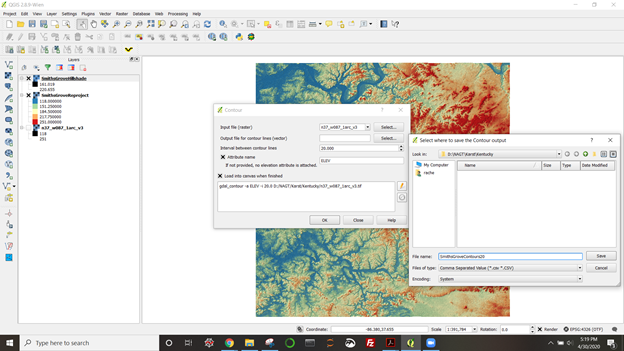 QGIS 2.8.9-Wien
Project Edit View Layer Settings Plugins Vector Raster Database Web Processing Help
Layers
SmithsGroveHillshade
181.019
220.655
SmithsGroveReproject
118.000000
151.250000
184.500000
217.750000
251.000000
n37_w087_1arc_v3
118
251
Contour
Input file (raster)
n37_w087_1arc_v3
Select...
Output file for contour lines (vector)
Select...
Interval between contour lines
20,000
Attribute name
If not provided, no elevation attribute is attached.
ELEV
Load into canvas when finished
gdal_contour -a ELEV -i 20.0 D:/NAGT/Karst/Kentucky/n37_w087_1arc_v3.tif
OK
Close
Help
Select where to save the Contour output
Look in:
D:\NAGT\Karst\Kentucky
My Computer
rache
Name
Size
Type
Date Modified
File name:
SmithsGroveContours20
Save
Files of type:
Comma Separated Value (*.csv *.CSV)
Cancel
Encoding:
System
Coordinate:
-86.380,37.655
Scale
1:391,784
Rotation:
0.0
Render
EPSG:4326 (OTF)
Type here to search
5:19 PM
4/30/2020